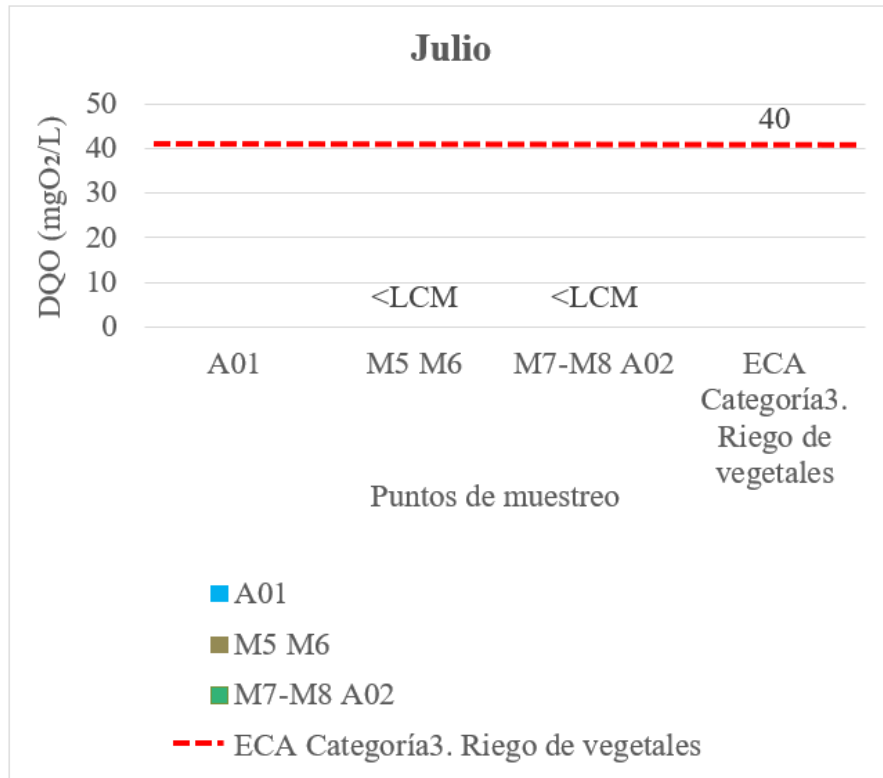 Julio
DQO (mgO2/L)
50
40
30
20
10
0
40
<LCM
<LCM
A01
M5 M6
M7-M8 A02
ECA
Categoría3.
Riego de
vegetales
Puntos de muestreo
A01
M5 M6
M7-M8 A02
ECA Categoría3. Riego de vegetales